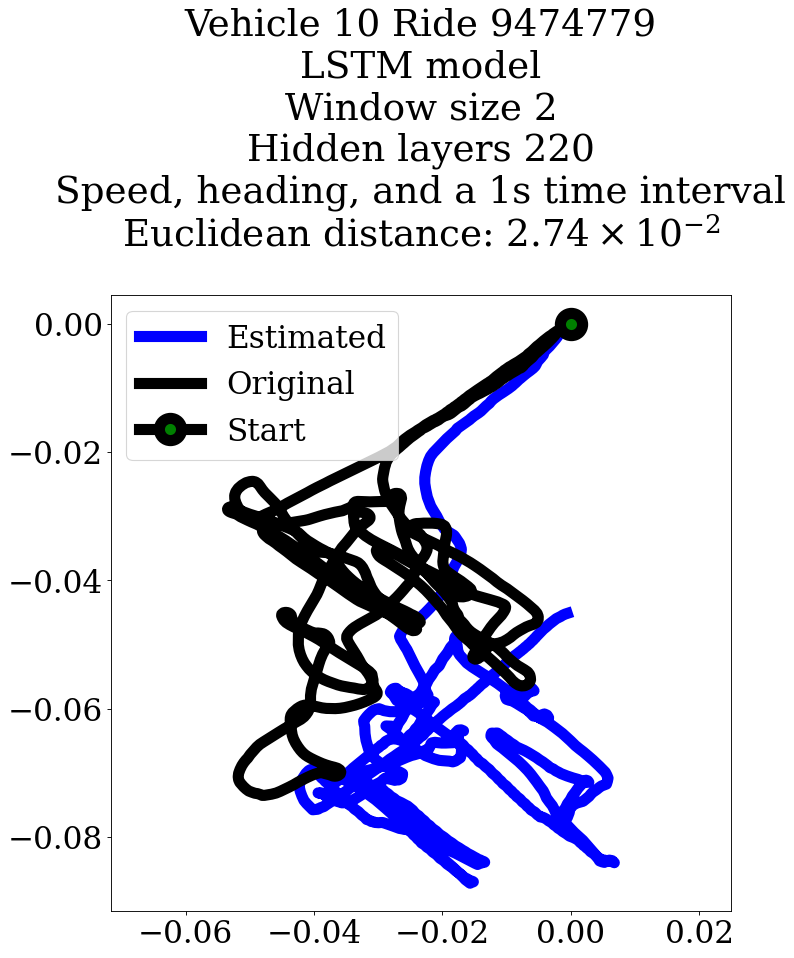 Vehicle 10 Ride 9474779
LSTM model
Window size 2
Hidden layers 220
Speed, heading, and a 1s time interval
Euclidean distance: 2.74 × 10⁻²
Estimated
Original
Start
0.00
−0.02
−0.04
−0.06
−0.08
−0.06 −0.04 −0.02 0.00 0.02